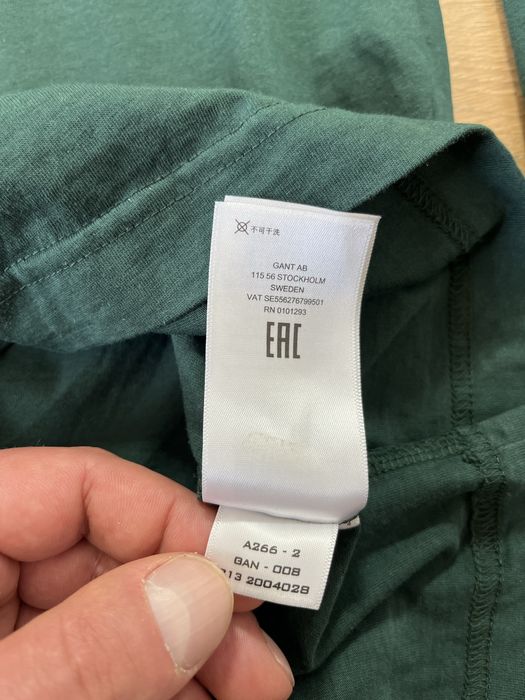 不可干洗
GANT AB
115 56 STOCKHOLM
SWEDEN
VAT SE556276799501
RN 0101293
EAC
A266 - 2
GAN - 008
13 2004028